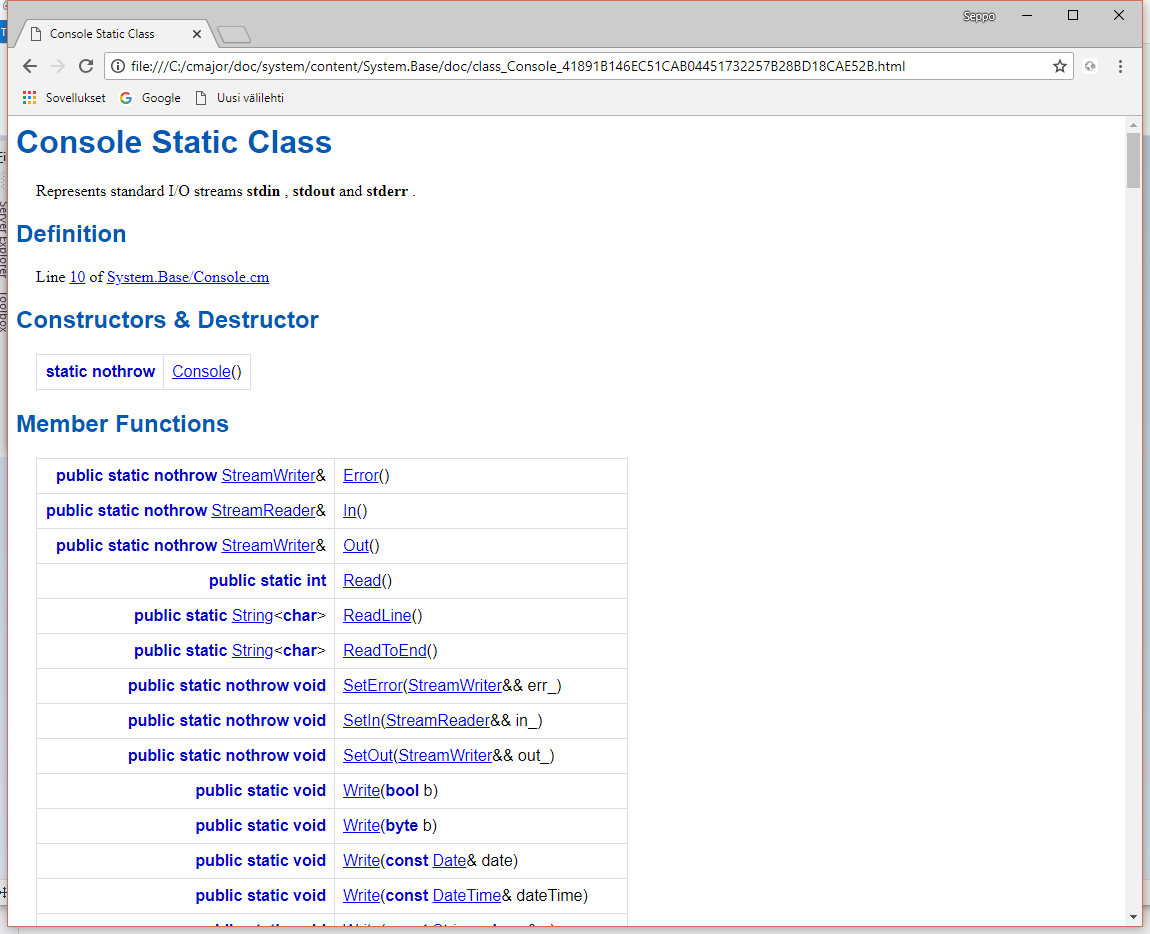 Seppo
Console Static Class
file:///C:/cmajor/doc/system/content/System.Base/doc/class_Console_41891B146EC51CAB04451732257B28BD18CAE52B.html
Sovellukset Google Uusi välilehti
Console Static Class
Represents standard I/O streams stdin , stdout and stderr .
Definition
Line 10 of System.Base/Console.cm
Constructors & Destructor
static nothrow Console()
Member Functions
public static nothrow StreamWriter& Error()
public static nothrow StreamReader& In()
public static nothrow StreamWriter& Out()
public static int Read()
public static String<char> ReadLine()
public static String<char> ReadToEnd()
public static nothrow void SetError(StreamWriter&& err_)
public static nothrow void SetIn(StreamReader&& in_)
public static nothrow void SetOut(StreamWriter&& out_)
public static void Write(bool b)
public static void Write(byte b)
public static void Write(const Date& date)
public static void Write(const DateTime& dateTime)
Server Explorer
Toolbox